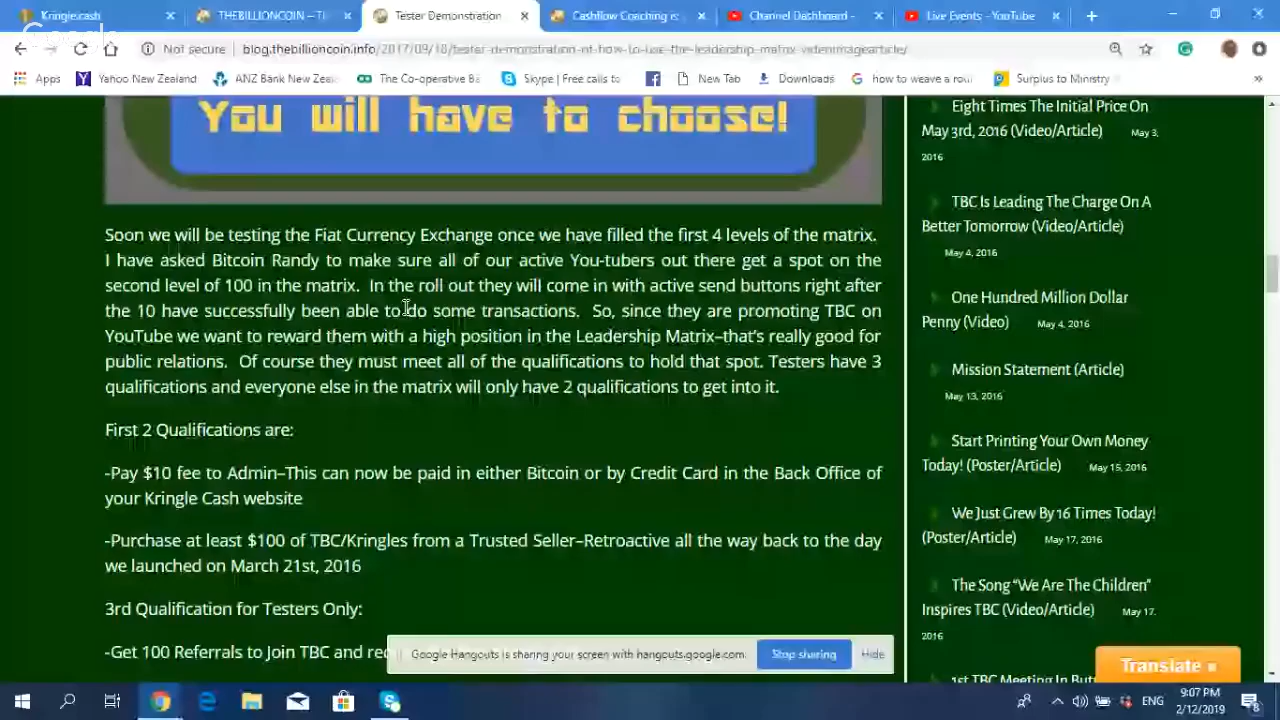 Kringle.cash
THEBILLIONCOIN – TI
Tester Demonstration
Cashflow Coaching is
Channel Dashboard -
Live Events - YouTube
Google
Not secure
blog.thebillioncoin.info/2017/09/10/tester-demonstration-of-how-to-use-the-leadership-matrix-videoimagearticle/
Apps
Yahoo New Zealand
ANZ Bank New Zeal
The Co-operative Ba
Skype | Free calls to
New Tab
Downloads
how to weave a rou
Surplus to Ministry
»
You will have to choose!
Soon we will be testing the Fiat Currency Exchange once we have filled the first 4 levels of the matrix.
I have asked Bitcoin Randy to make sure all of our active You-tubers out there get a spot on the
second level of 100 in the matrix. In the roll out they will come in with active send buttons right after
the 10 have successfully been able to do some transactions. So, since they are promoting TBC on
YouTube we want to reward them with a high position in the Leadership Matrix–that's really good for
public relations. Of course they must meet all of the qualifications to hold that spot. Testers have 3
qualifications and everyone else in the matrix will only have 2 qualifications to get into it.
First 2 Qualifications are:
-Pay $10 fee to Admin–This can now be paid in either Bitcoin or by Credit Card in the Back Office of
your Kringle Cash website
-Purchase at least $100 of TBC/Kringles from a Trusted Seller–Retroactive all the way back to the day
we launched on March 21st, 2016
3rd Qualification for Testers Only:
-Get 100 Referrals to Join TBC and
Eight Times The Initial Price On
May 3rd, 2016 (Video/Article) May 3,
2016
TBC Is Leading The Charge On A
Better Tomorrow (Video/Article)
May 4, 2016
One Hundred Million Dollar
Penny (Video) May 4, 2016
Mission Statement (Article)
May 13, 2016
Start Printing Your Own Money
Today! (Poster/Article) May 15, 2016
We Just Grew By 16 Times Today!
(Poster/Article) May 17, 2016
The Song "We Are The Children"
Inspires TBC (Video/Article) May 17,
2016
1st TBC Meeting In
Google Hangouts is sharing your screen with hangouts.google.com.
Stop sharing
Hide
Translate »
ENG
9:07 PM
2/12/2019